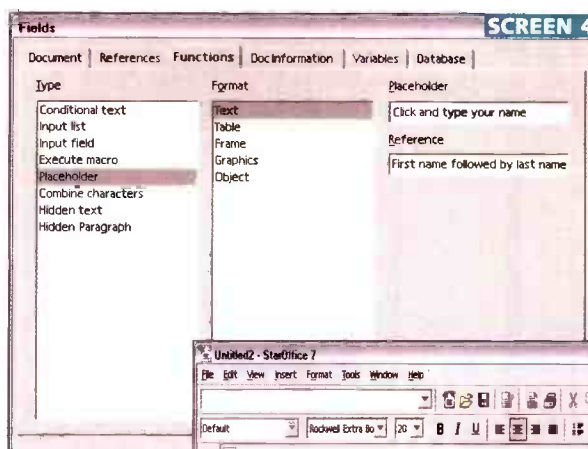 Fields
SCREEN 4
Document References Functions DocInformation Variables Database
Type
Conditional text
Input list
Input field
Execute macro
Placeholder
Combine characters
Hidden text
Hidden Paragraph
Format
Text
Table
Frame
Graphics
Object
Placeholder
Click and type your name
Reference
First name followed by last name
Untitled2 - StarOffice 7
File Edit View Insert Format Tools Window Help
Default Rockwell Extra Bo 20 B I U